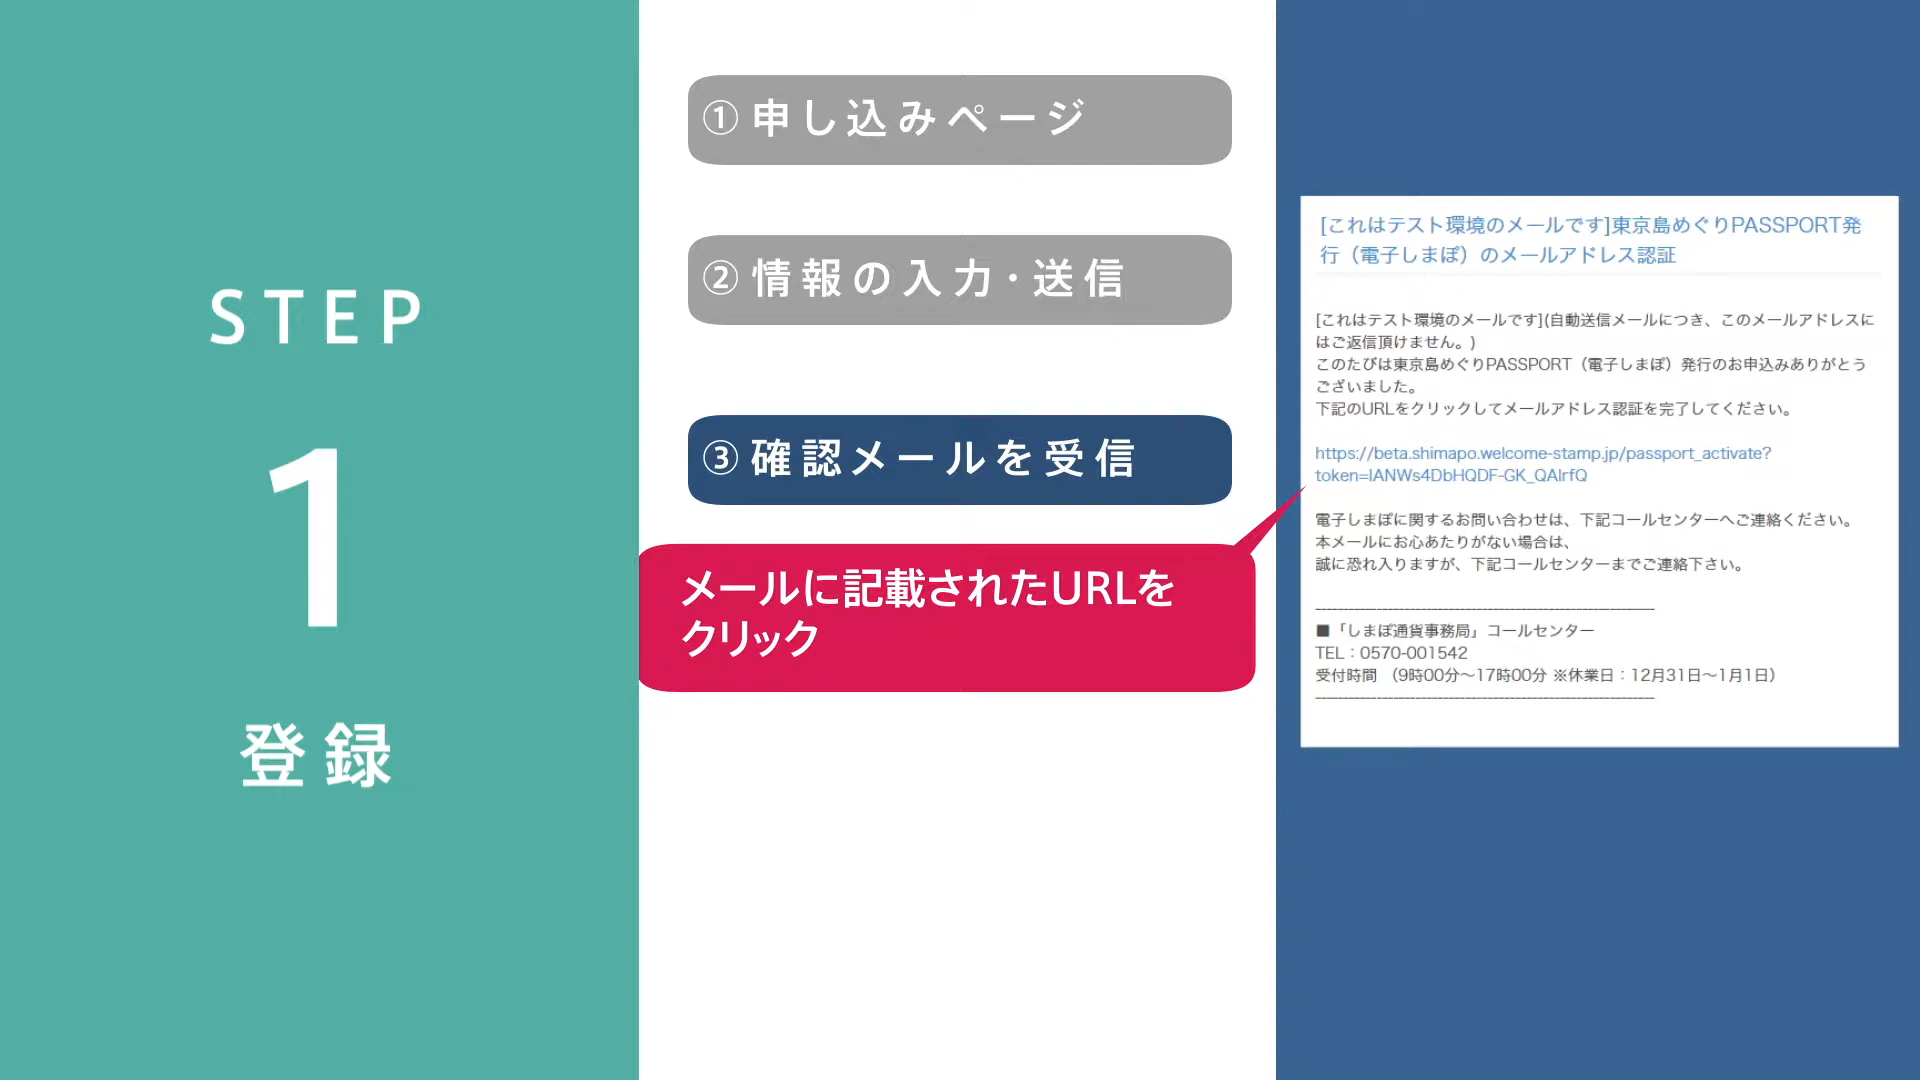 STEP
1
登録
① 申し込みページ
② 情報の入力・送信
③ 確認メールを受信
メールに記載されたURLを
クリック
[これはテスト環境のメールです]東京島めぐりPASSPORT発
行（電子しまぽ）のメールアドレス認証
[これはテスト環境のメールです](自動送信メールにつき、このメールアドレスに
はご返信頂けません。)
このたびは東京島めぐりPASSPORT（電子しまぽ）発行のお申込みありがとう
ございました。
下記のURLをクリックしてメールアドレス認証を完了してください。
https://beta.shimapo.welcome-stamp.jp/passport_activate?
token=IANWs4DbHQDF-GK_QAIrfQ
電子しまぽに関するお問い合わせは、下記コールセンターへご連絡ください。
本メールにお心あたりがない場合は、
誠に恐れ入りますが、下記コールセンターまでご連絡下さい。
■「しまぽ通貨事務局」コールセンター
TEL：0570-001542
受付時間 （9時00分～17時00分 ※休業日：12月31日～1月1日）